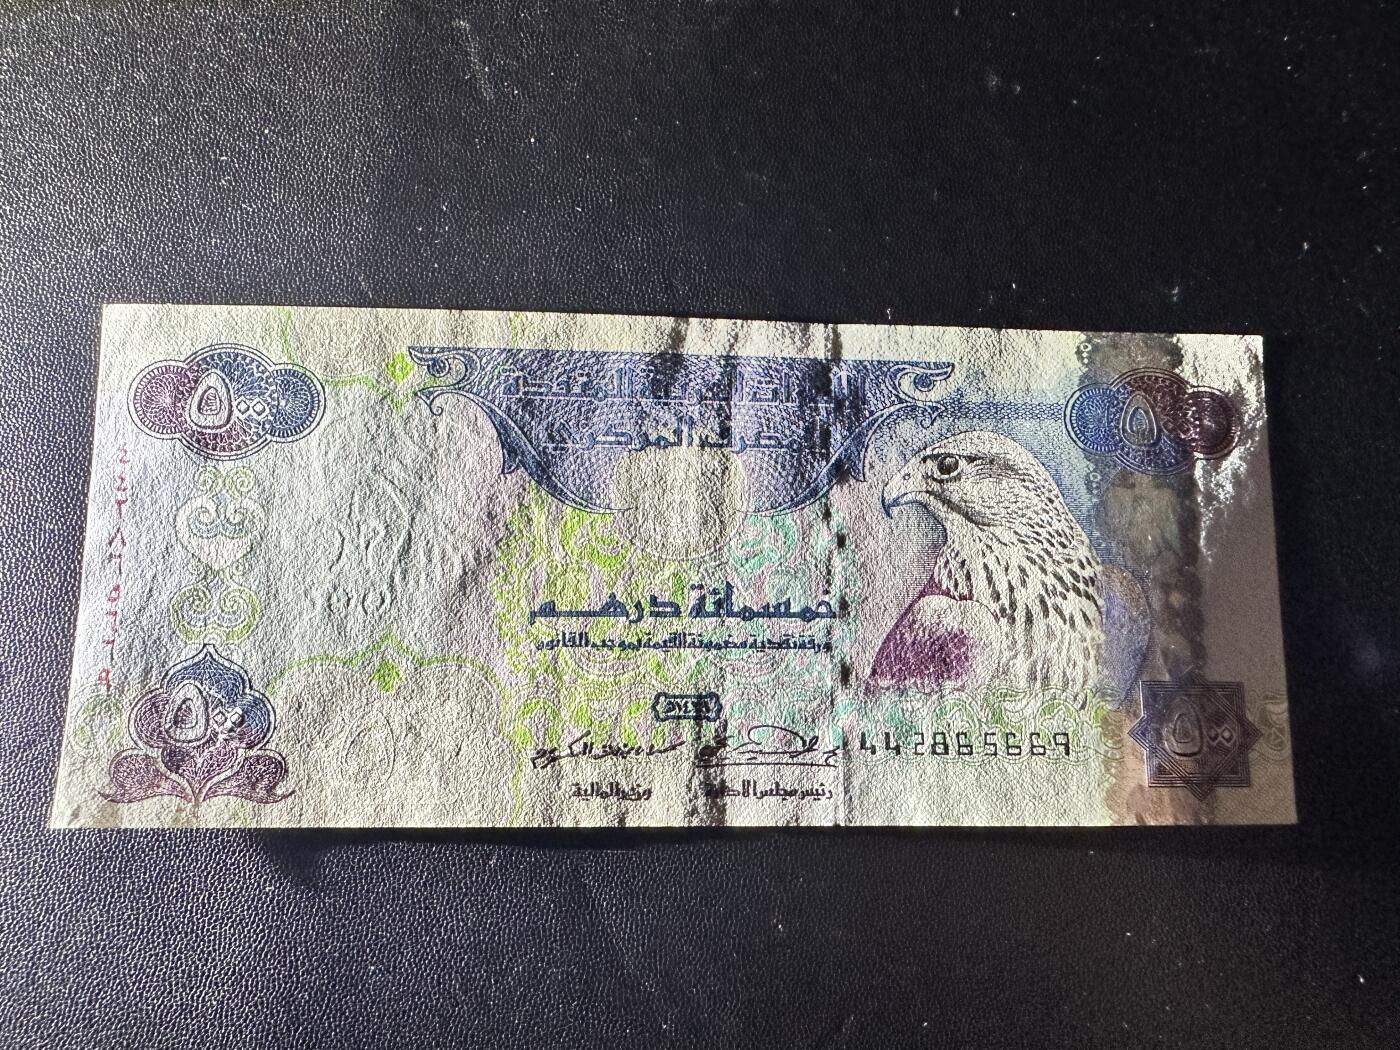 ٥٠٠
٥٠٠
الإمارات العربية المتحدة
المصرف المركزي
خمسمائة درهم
ورقة نقدية مضمونة القيمة بموجب القانون
442865669
رئيس مجلس الإدارة
وزير المالية
٥٠٠
٥٠٠
٤٤٢٨٦٥٦٦٩